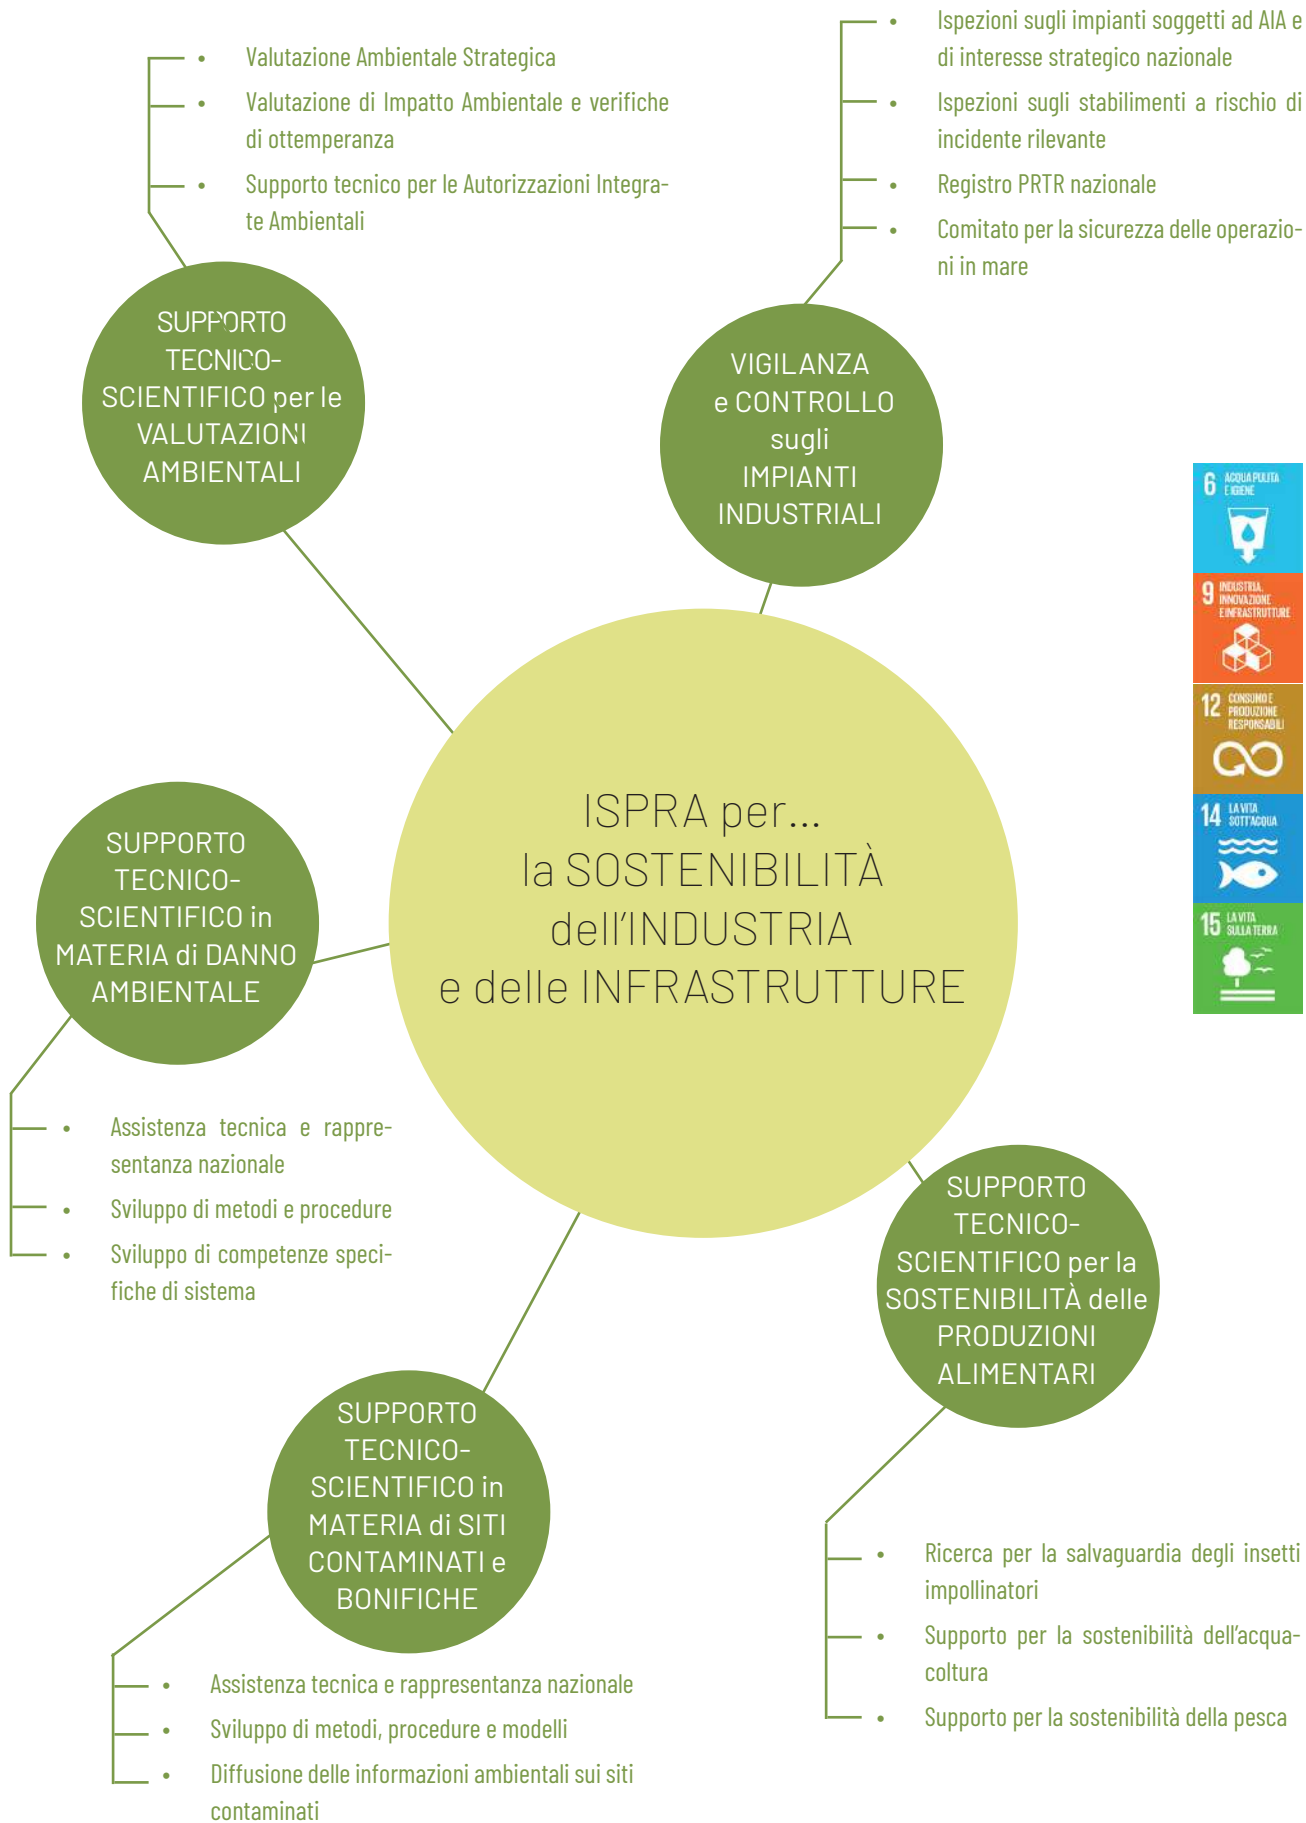 • Valutazione Ambientale Strategica
• Valutazione di Impatto Ambientale e verifiche
di ottemperanza
• Supporto tecnico per le Autorizzazioni Integra-
te Ambientali
SUPPORTO
TECNICO-
SCIENTIFICO per le
VALUTAZIONI
AMBIENTALI
• Ispezioni sugli impianti soggetti ad AIA e
di interesse strategico nazionale
• Ispezioni sugli stabilimenti a rischio di
incidente rilevante
• Registro PRTR nazionale
• Comitato per la sicurezza delle operazio-
ni in mare
VIGILANZA
e CONTROLLO
sugli
IMPIANTI
INDUSTRIALI
6 ACQUA PULITA
E IGIENE
9 INDUSTRIA,
INNOVAZIONE
E INFRASTRUTTURE
12 CONSUMO E
PRODUZIONE
RESPONSABILI
14 LA VITA
SOTT'ACQUA
15 LA VITA
SULLA TERRA
ISPRA per...
la SOSTENIBILITÀ
dell'INDUSTRIA
e delle INFRASTRUTTURE
SUPPORTO
TECNICO-
SCIENTIFICO in
MATERIA di DANNO
AMBIENTALE
• Assistenza tecnica e rappre-
sentanza nazionale
• Sviluppo di metodi e procedure
• Sviluppo di competenze speci-
fiche di sistema
SUPPORTO
TECNICO-
SCIENTIFICO per la
SOSTENIBILITÀ delle
PRODUZIONI
ALIMENTARI
• Ricerca per la salvaguardia degli insetti
impollinatori
• Supporto per la sostenibilità dell'acqua-
coltura
• Supporto per la sostenibilità della pesca
SUPPORTO
TECNICO-
SCIENTIFICO in
MATERIA di SITI
CONTAMINATI e
BONIFICHE
• Assistenza tecnica e rappresentanza nazionale
• Sviluppo di metodi, procedure e modelli
• Diffusione delle informazioni ambientali sui siti
contaminati